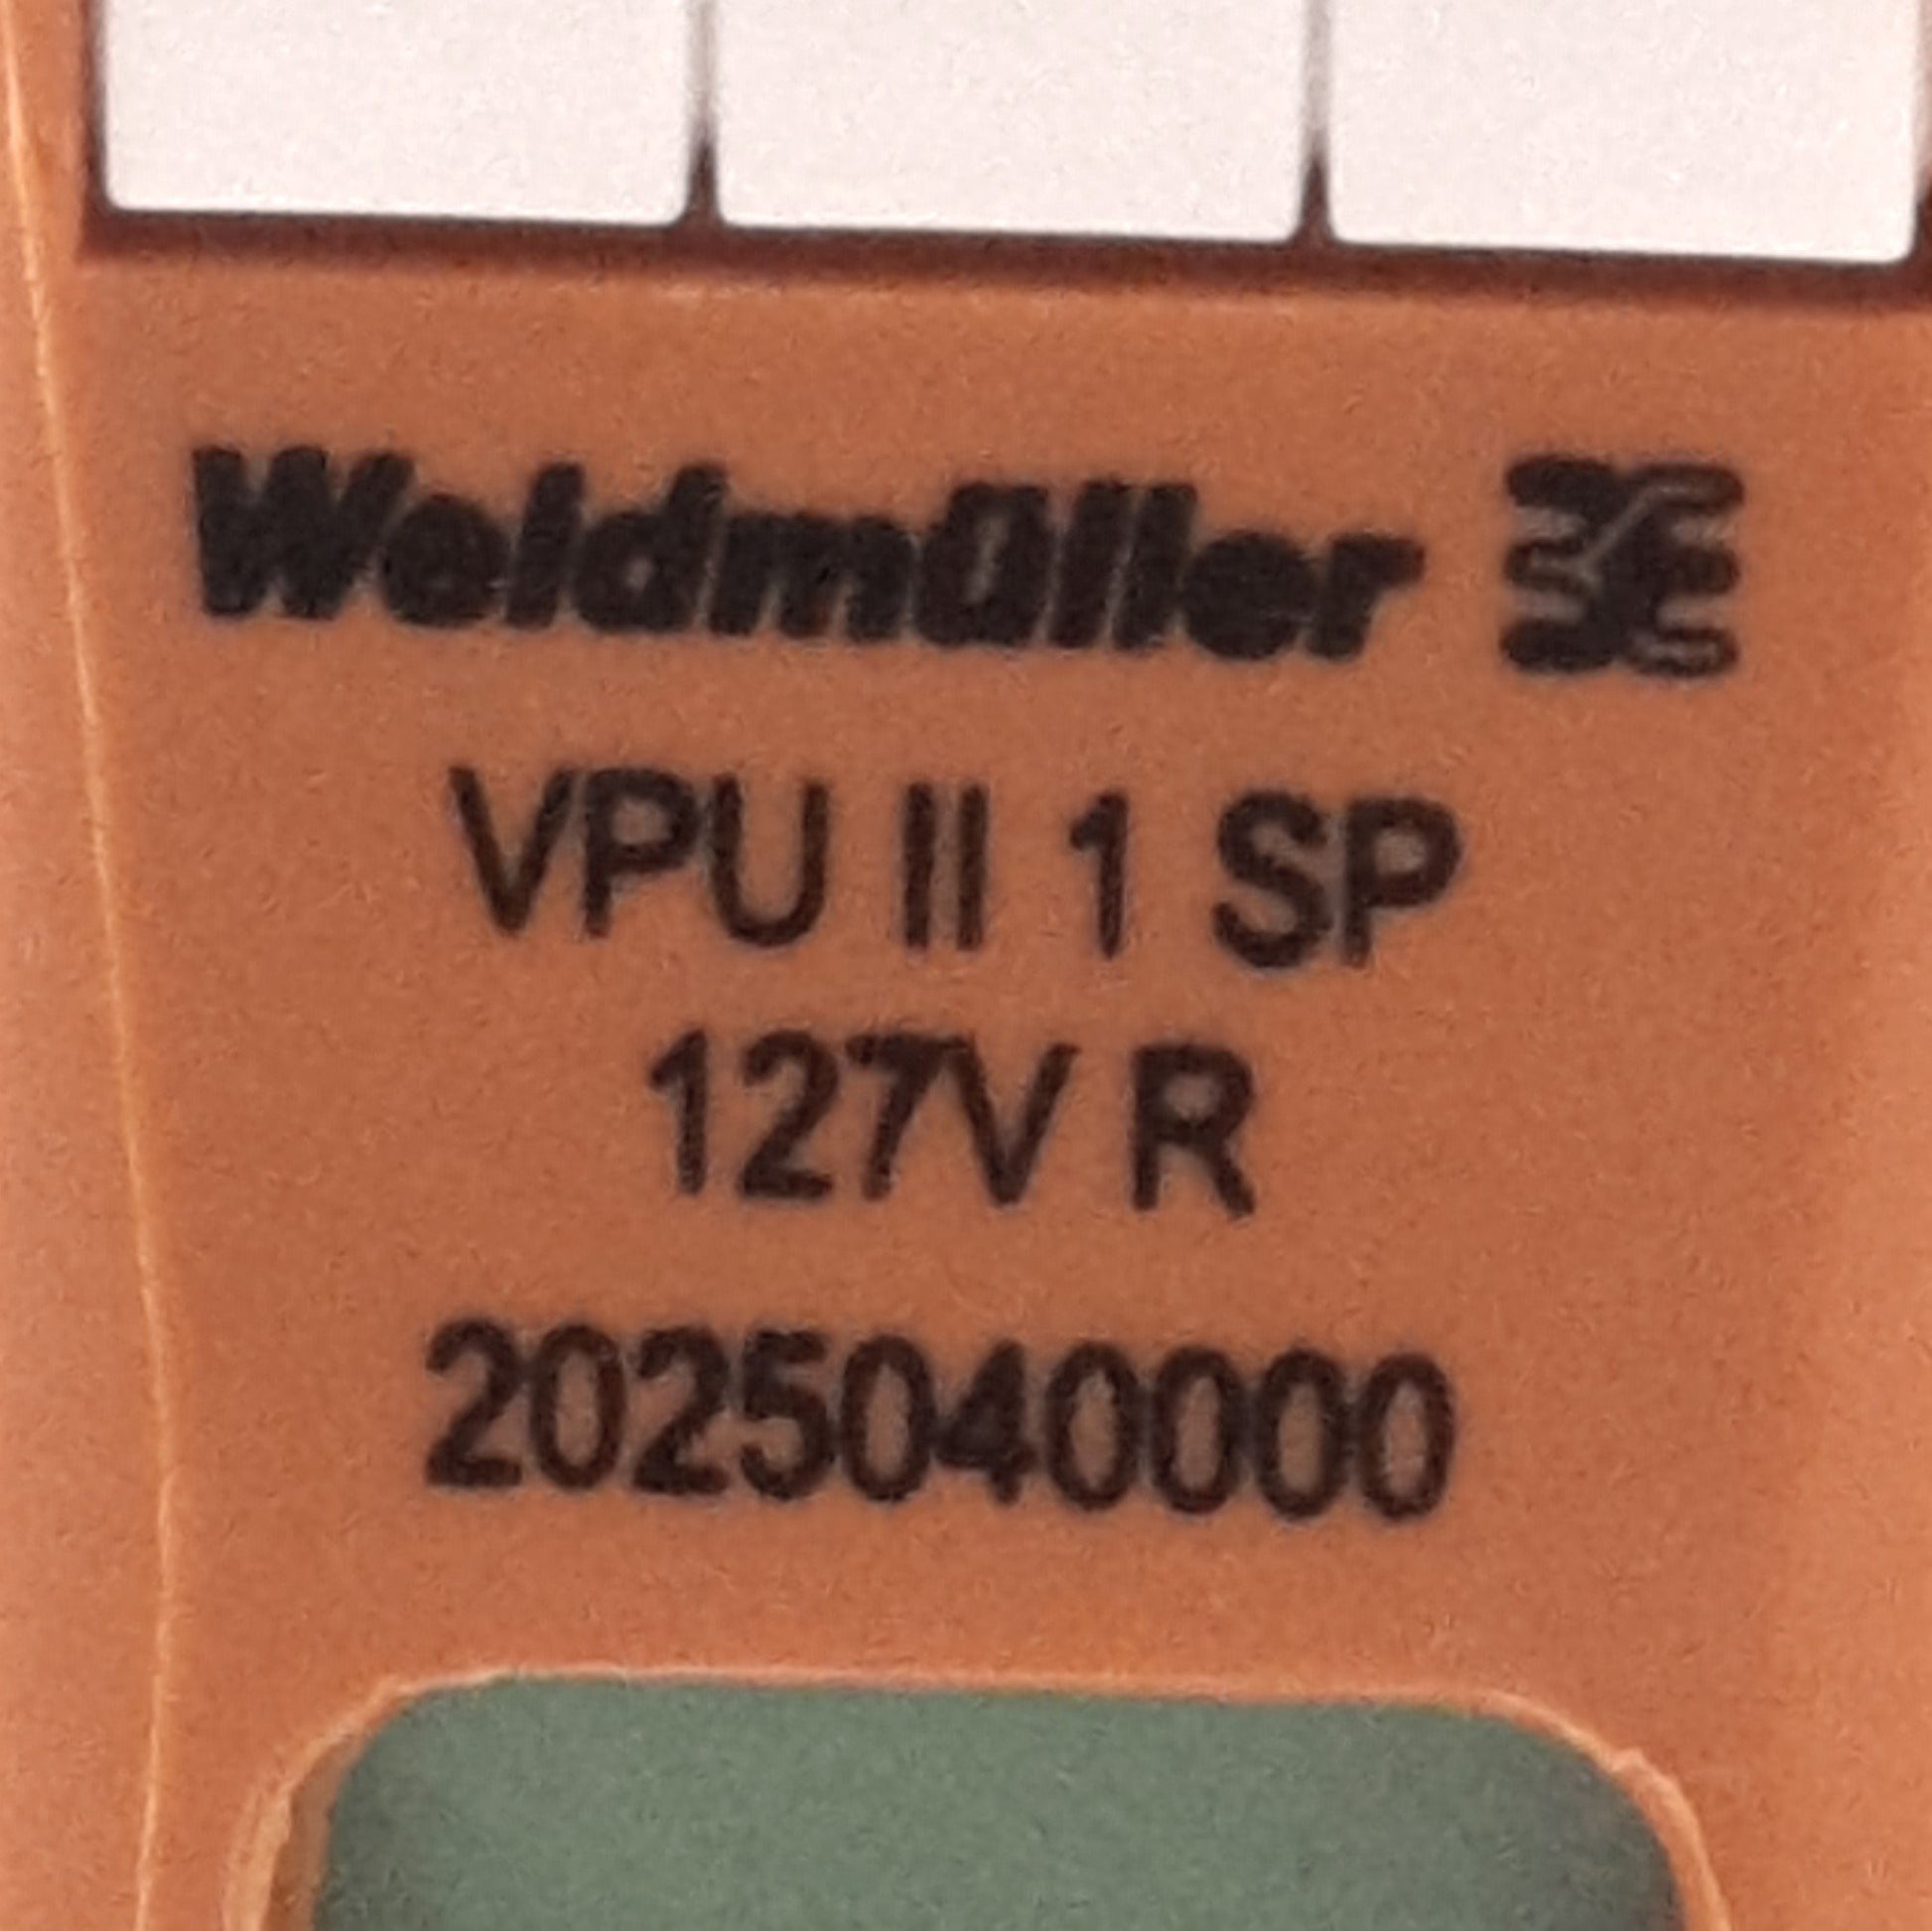 Weidmüller
VPU II 1 SP
127V R
2025040000